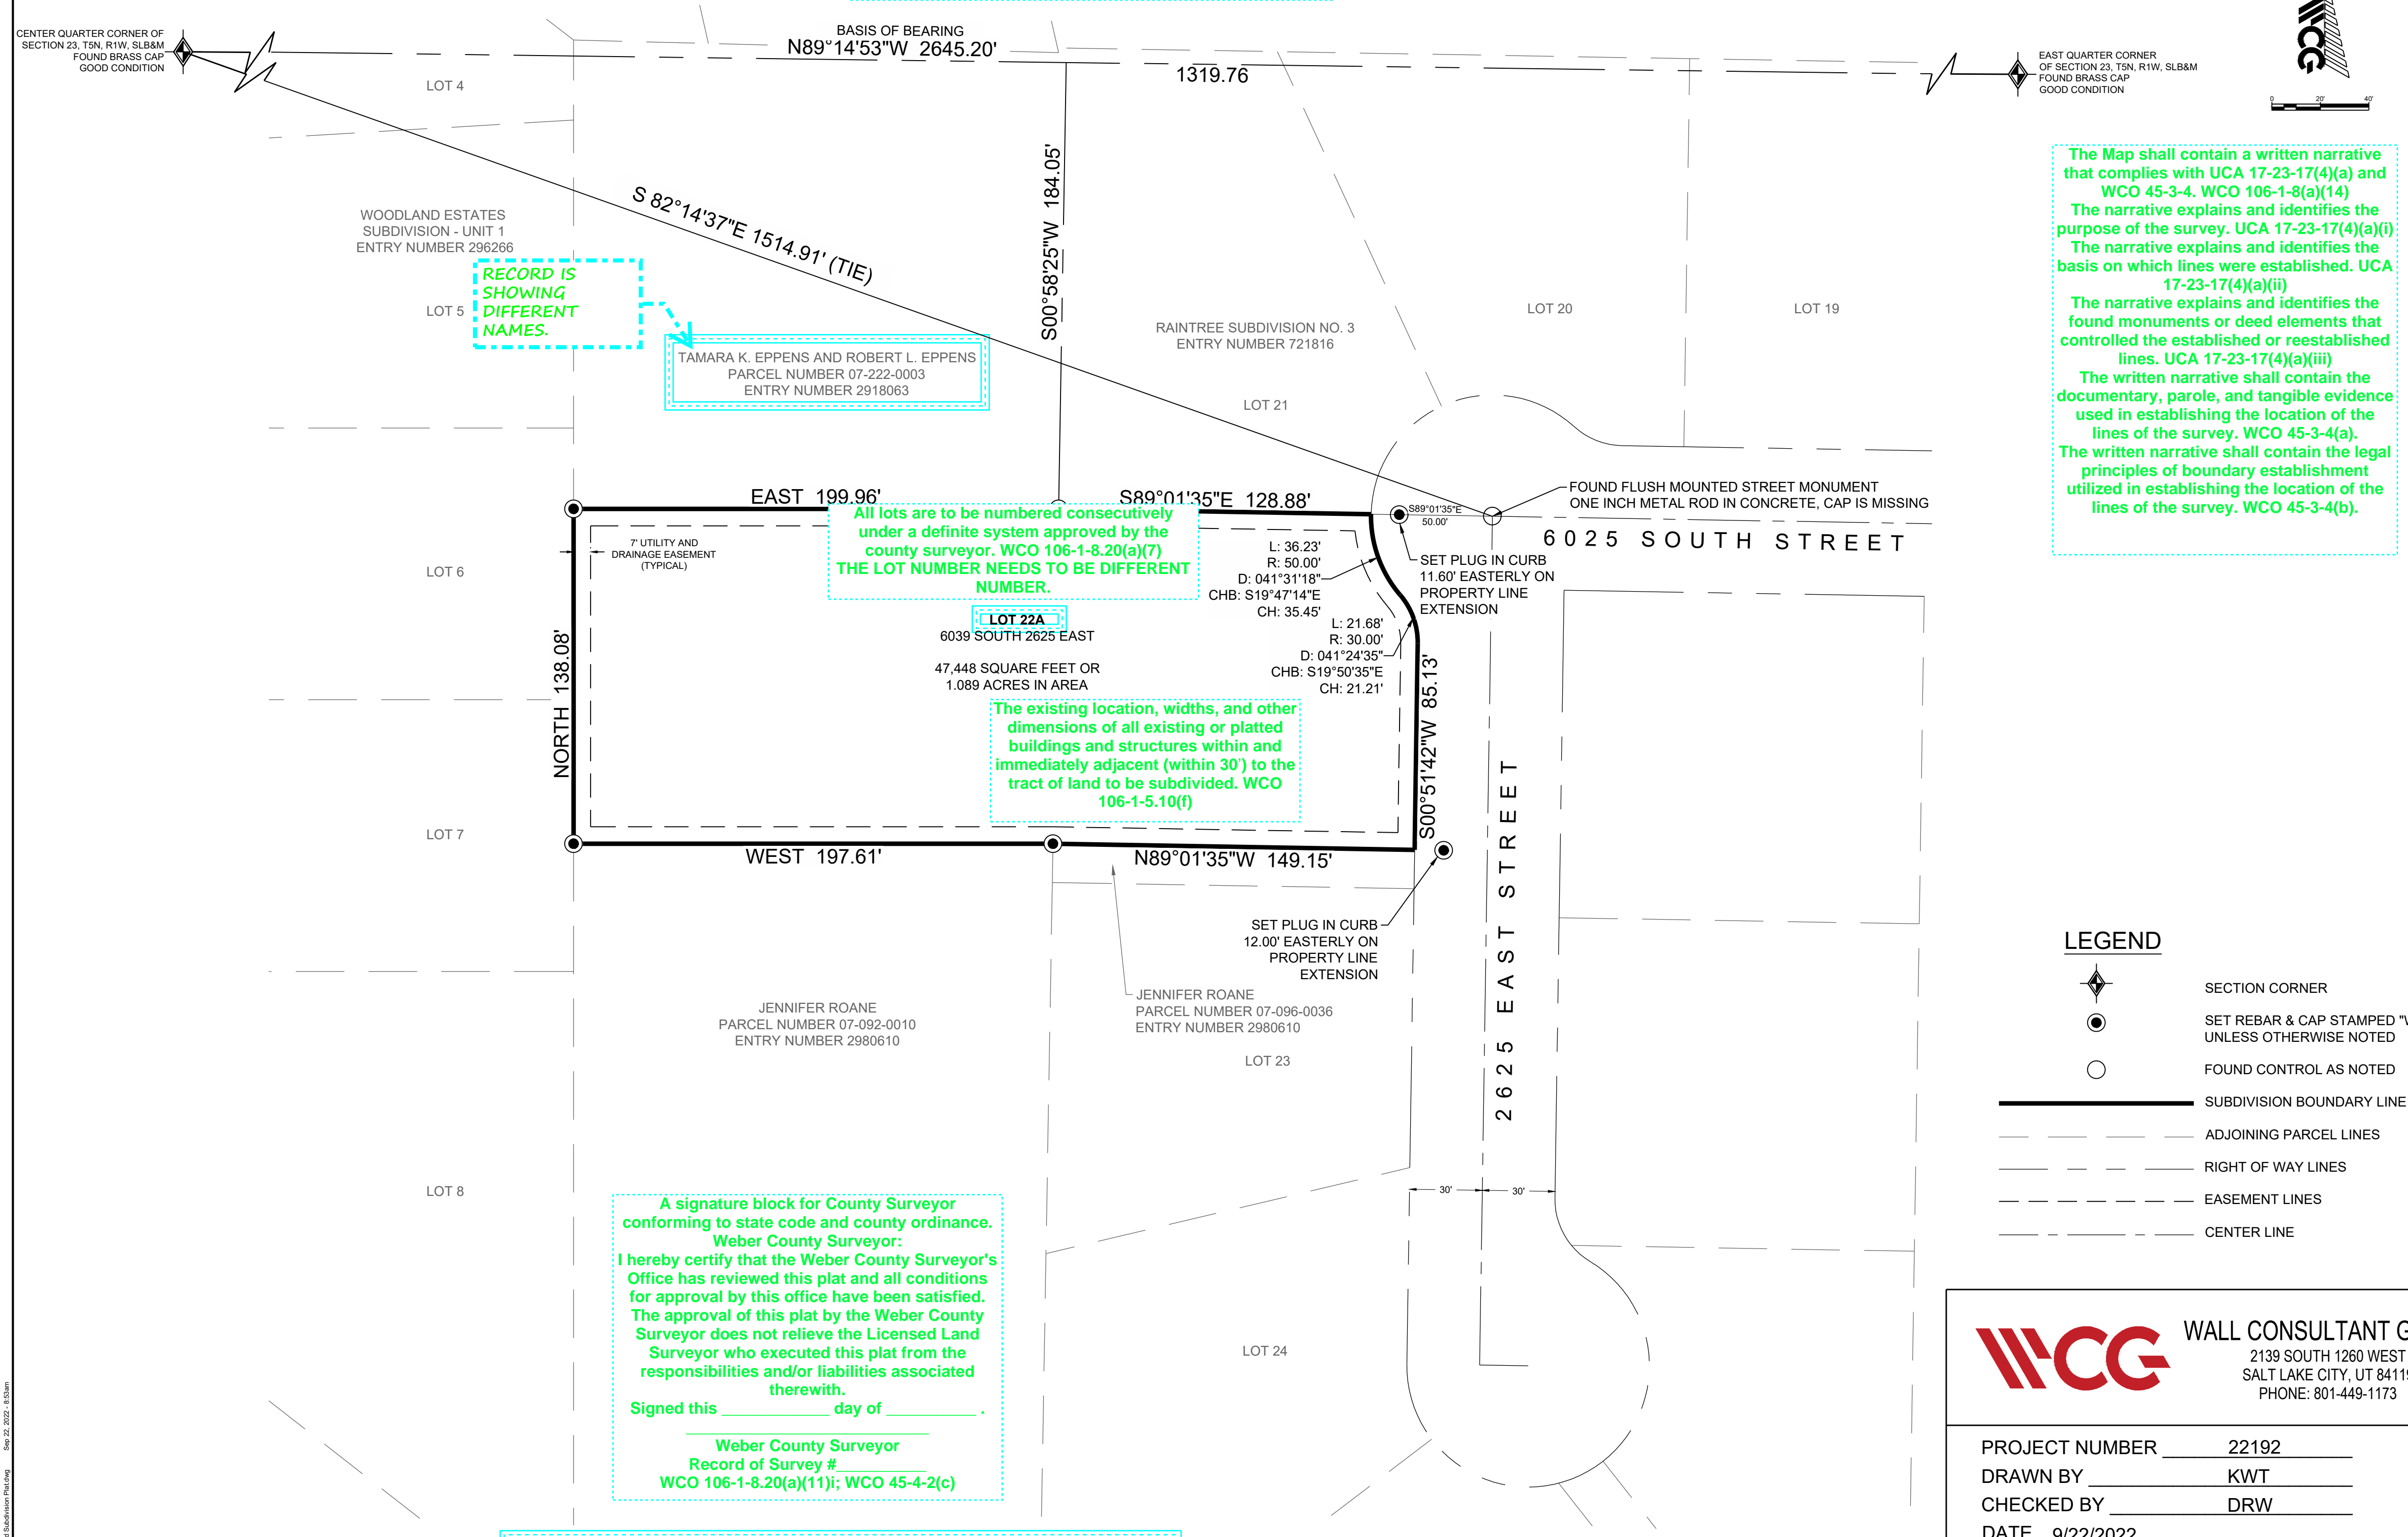 CENTER QUARTER CORNER OF
SECTION 23, T5N, R1W, SLB&M
FOUND BRASS CAP
GOOD CONDITION
BASIS OF BEARING
N89°14'53"W 2645.20'
1319.76
EAST QUARTER CORNER
OF SECTION 23, T5N, R1W, SLB&M
FOUND BRASS CAP
GOOD CONDITION
WCG
0 20' 40'
LOT 4
S 82°14'37"E 1514.91' (TIE)
S00°58'25"W 184.05'
WOODLAND ESTATES
SUBDIVISION - UNIT 1
ENTRY NUMBER 296266
RECORD IS
SHOWING
DIFFERENT
NAMES.
LOT 5
TAMARA K. EPPENS AND ROBERT L. EPPENS
PARCEL NUMBER 07-222-0003
ENTRY NUMBER 2918063
RAINTREE SUBDIVISION NO. 3
ENTRY NUMBER 721816
LOT 21
LOT 20
LOT 19
The Map shall contain a written narrative
that complies with UCA 17-23-17(4)(a) and
WCO 45-3-4. WCO 106-1-8(a)(14)
The narrative explains and identifies the
purpose of the survey. UCA 17-23-17(4)(a)(i)
The narrative explains and identifies the
basis on which lines were established. UCA
17-23-17(4)(a)(ii)
The narrative explains and identifies the
found monuments or deed elements that
controlled the established or reestablished
lines. UCA 17-23-17(4)(a)(iii)
The written narrative shall contain the
documentary, parole, and tangible evidence
used in establishing the location of the
lines of the survey. WCO 45-3-4(a).
The written narrative shall contain the legal
principles of boundary establishment
utilized in establishing the location of the
lines of the survey. WCO 45-3-4(b).
EAST 199.96'
S89°01'35"E 128.88'
S89°01'35"E
50.00'
FOUND FLUSH MOUNTED STREET MONUMENT
ONE INCH METAL ROD IN CONCRETE, CAP IS MISSING
6025 SOUTH STREET
All lots are to be numbered consecutively
under a definite system approved by the
county surveyor. WCO 106-1-8.20(a)(7)
THE LOT NUMBER NEEDS TO BE DIFFERENT
NUMBER.
7' UTILITY AND
DRAINAGE EASEMENT
(TYPICAL)
LOT 6
L: 36.23'
R: 50.00'
D: 041°31'18"
CHB: S19°47'14"E
CH: 35.45'
SET PLUG IN CURB
11.60' EASTERLY ON
PROPERTY LINE
EXTENSION
LOT 22A
6039 SOUTH 2625 EAST
47,448 SQUARE FEET OR
1.089 ACRES IN AREA
L: 21.68'
R: 30.00'
D: 041°24'35"
CHB: S19°50'35"E
CH: 21.21'
NORTH 138.08'
S00°51'42"W 85.13'
The existing location, widths, and other
dimensions of all existing or platted
buildings and structures within and
immediately adjacent (within 30') to the
tract of land to be subdivided. WCO
106-1-5.10(f)
LOT 7
WEST 197.61'
N89°01'35"W 149.15'
2625 EAST STREET
SET PLUG IN CURB
12.00' EASTERLY ON
PROPERTY LINE
EXTENSION
JENNIFER ROANE
PARCEL NUMBER 07-092-0010
ENTRY NUMBER 2980610
JENNIFER ROANE
PARCEL NUMBER 07-096-0036
ENTRY NUMBER 2980610
LOT 23
LEGEND
SECTION CORNER
SET REBAR & CAP STAMPED "W
UNLESS OTHERWISE NOTED
FOUND CONTROL AS NOTED
SUBDIVISION BOUNDARY LINE
ADJOINING PARCEL LINES
RIGHT OF WAY LINES
EASEMENT LINES
CENTER LINE
LOT 8
30' 30'
A signature block for County Surveyor
conforming to state code and county ordinance.
Weber County Surveyor:
I hereby certify that the Weber County Surveyor's
Office has reviewed this plat and all conditions
for approval by this office have been satisfied.
The approval of this plat by the Weber County
Surveyor does not relieve the Licensed Land
Surveyor who executed this plat from the
responsibilities and/or liabilities associated
therewith.
Signed this ____________ day of __________ .
Weber County Surveyor
Record of Survey #__________
WCO 106-1-8.20(a)(11)i; WCO 45-4-2(c)
LOT 24
WCG
WALL CONSULTANT G
2139 SOUTH 1260 WEST
SALT LAKE CITY, UT 84119
PHONE: 801-449-1173
PROJECT NUMBER 22192
DRAWN BY KWT
CHECKED BY DRW
DATE 9/22/2022
d Subdivision Plat.dwg Sep 22, 2022 - 8:53am